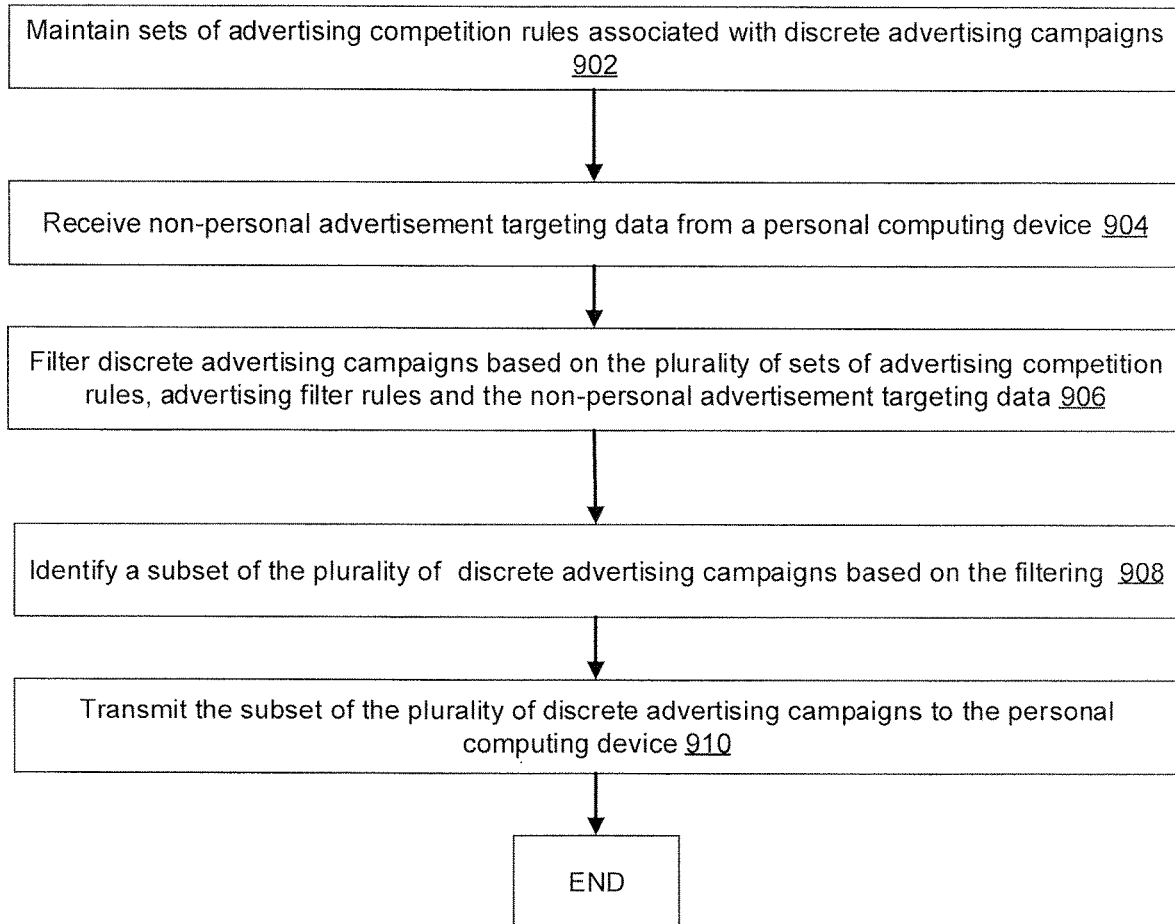 Maintain sets of advertising competition rules associated with discrete advertising campaigns
902
Receive non-personal advertisement targeting data from a personal computing device 904
Filter discrete advertising campaigns based on the plurality of sets of advertising competition
rules, advertising filter rules and the non-personal advertisement targeting data 906
Identify a subset of the plurality of discrete advertising campaigns based on the filtering 908
Transmit the subset of the plurality of discrete advertising campaigns to the personal
computing device 910
END